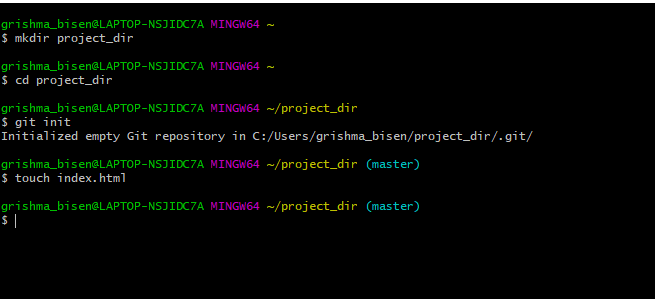 grishma_bisen@LAPTOP-NSJIDC7A MINGW64 ~
$ mkdir project_dir
grishma_bisen@LAPTOP-NSJIDC7A MINGW64 ~
$ cd project_dir
grishma_bisen@LAPTOP-NSJIDC7A MINGW64 ~/project_dir
$ git init
Initialized empty Git repository in C:/Users/grishma_bisen/project_dir/.git/
grishma_bisen@LAPTOP-NSJIDC7A MINGW64 ~/project_dir (master)
$ touch index.html
grishma_bisen@LAPTOP-NSJIDC7A MINGW64 ~/project_dir (master)
$